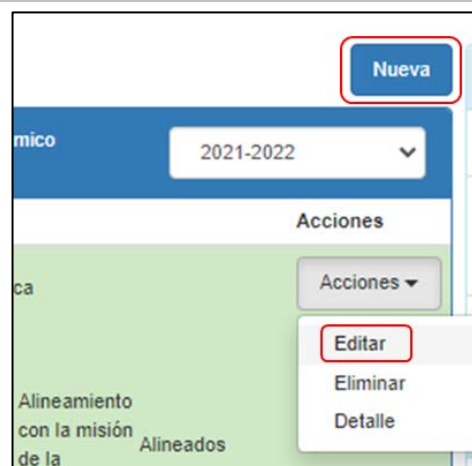 Nueva
mico 2021-2022
Acciones
ca Acciones
Editar
Eliminar
Detalle
Alineamiento
con la misión Alineados
de la